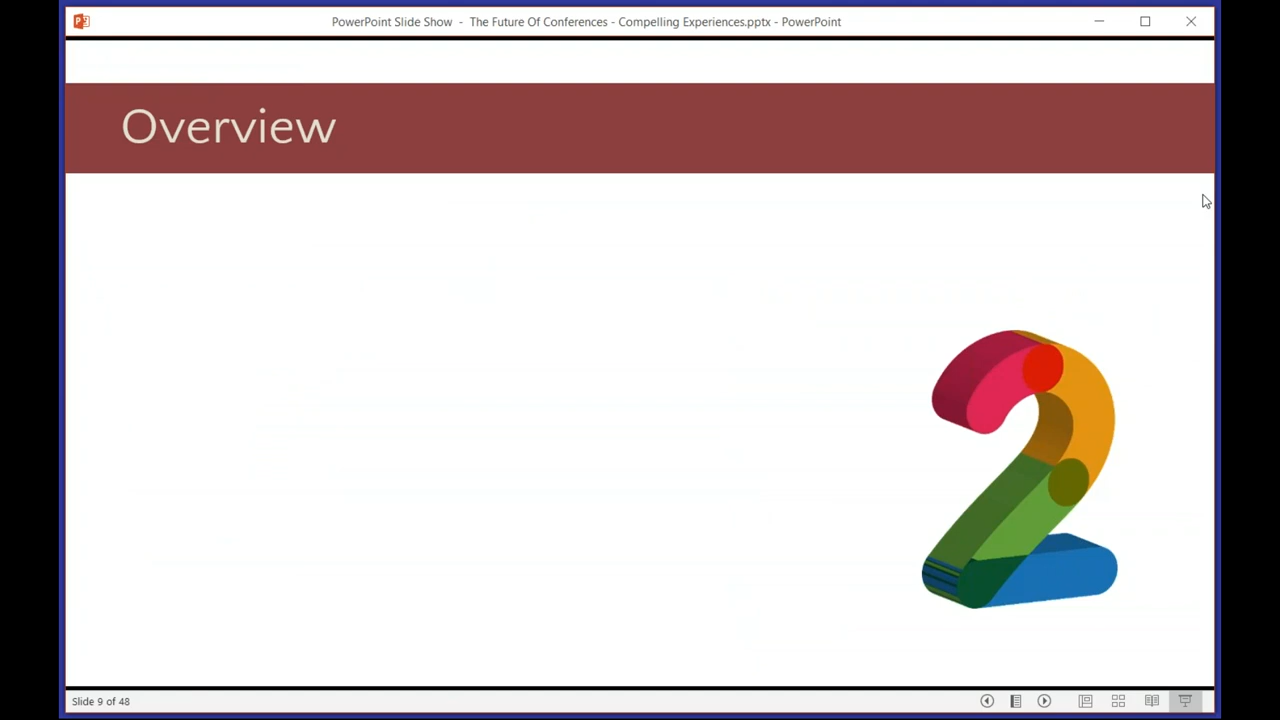 PowerPoint Slide Show - The Future Of Conferences - Compelling Experiences.pptx - PowerPoint
Overview
2
Slide 9 of 48